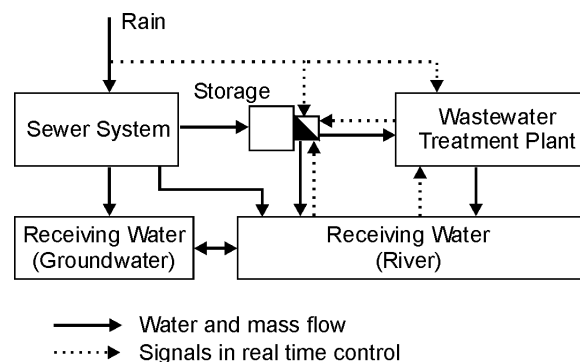 Rain
Storage
Sewer System
Wastewater
Treatment Plant
Receiving Water
(Groundwater)
Receiving Water
(River)
Water and mass flow
Signals in real time control